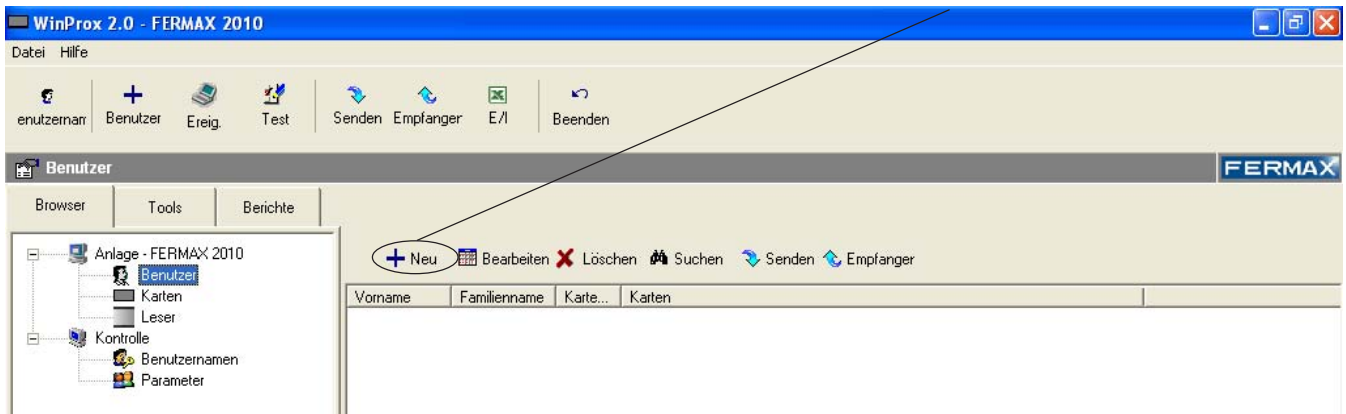 WinProx 2.0 - FERMAX 2010
Datei Hilfe
enutzernam Benutzer Ereig. Test Senden Empfanger E/I Beenden
Benutzer FERMAX
Browser Tools Berichte
Neu Bearbeiten Löschen Suchen Senden Empfanger
Vorname Familienname Karte... Karten
Anlage - FERMAX 2010
Benutzer
Karten
Leser
Kontrolle
Benutzernamen
Parameter